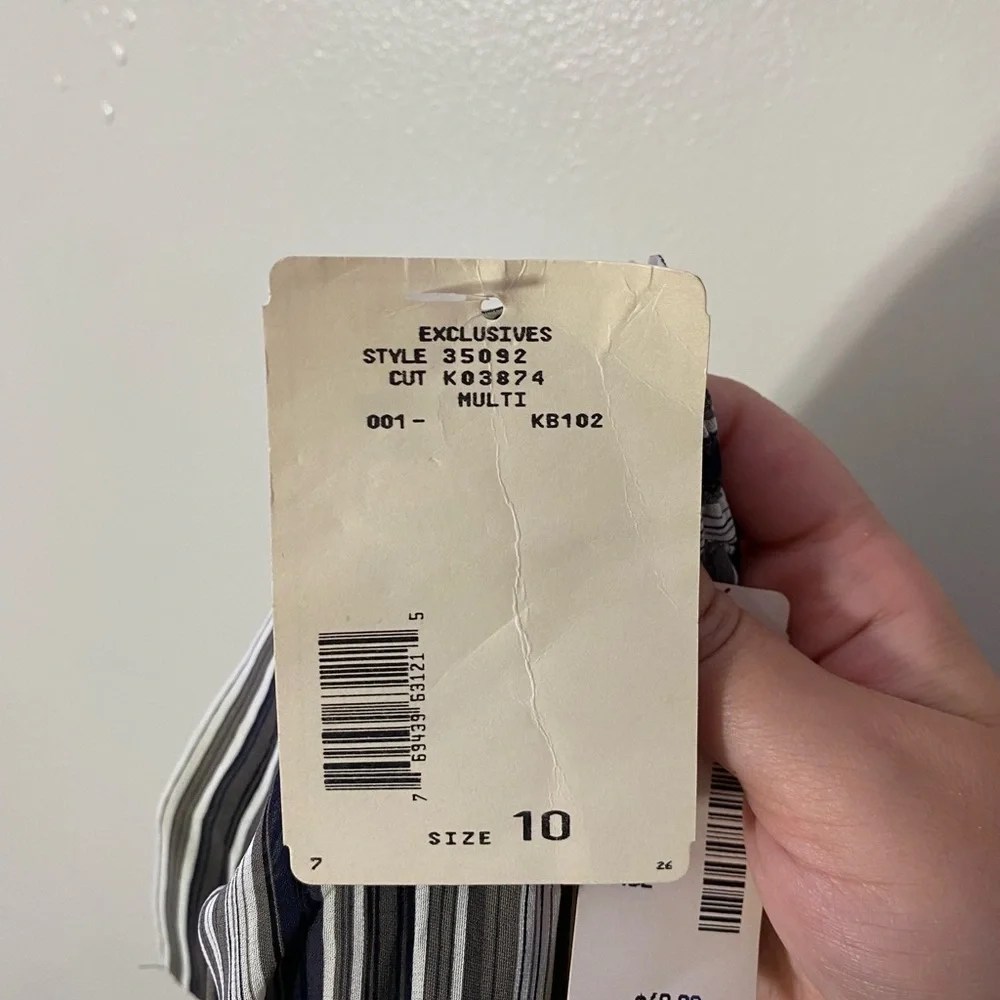 EXCLUSIVES
STYLE 35092
CUT K03874
MULTI
001- KB102
7 69439 63121 5
SIZE 10
7 26